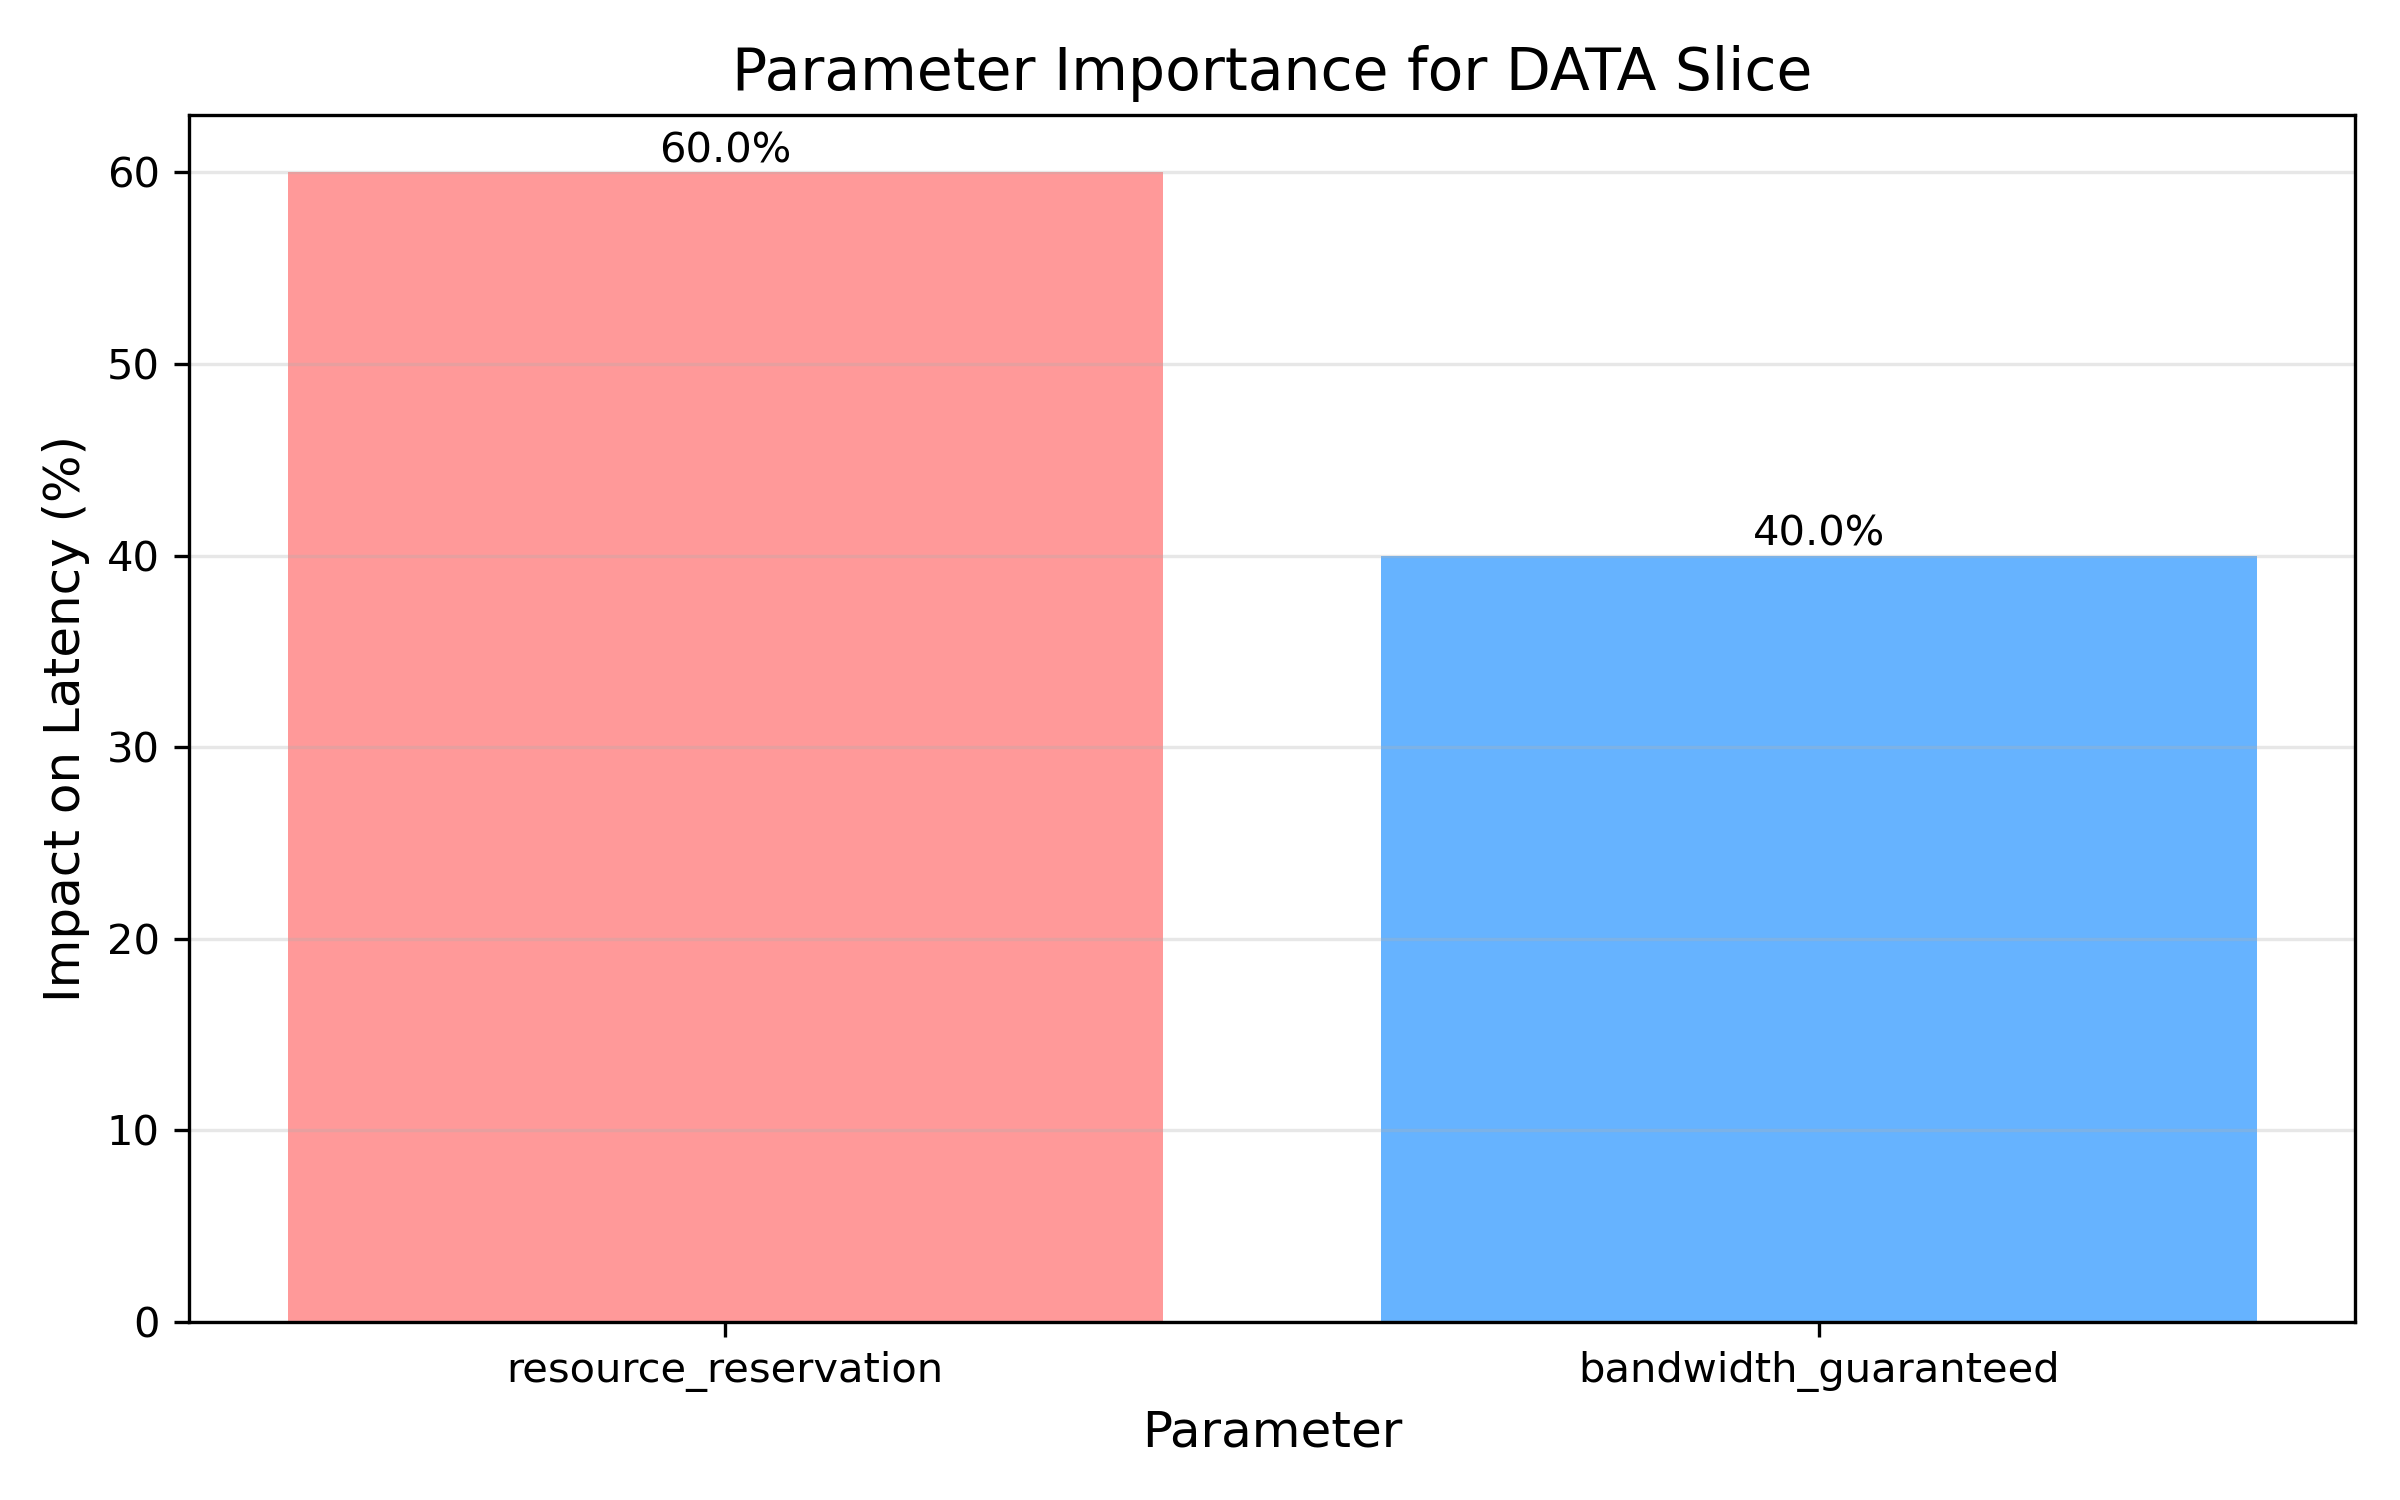 Parameter Importance for DATA Slice
60.0%
40.0%
Impact on Latency (%)
60
50
40
30
20
10
0
resource_reservation
bandwidth_guaranteed
Parameter